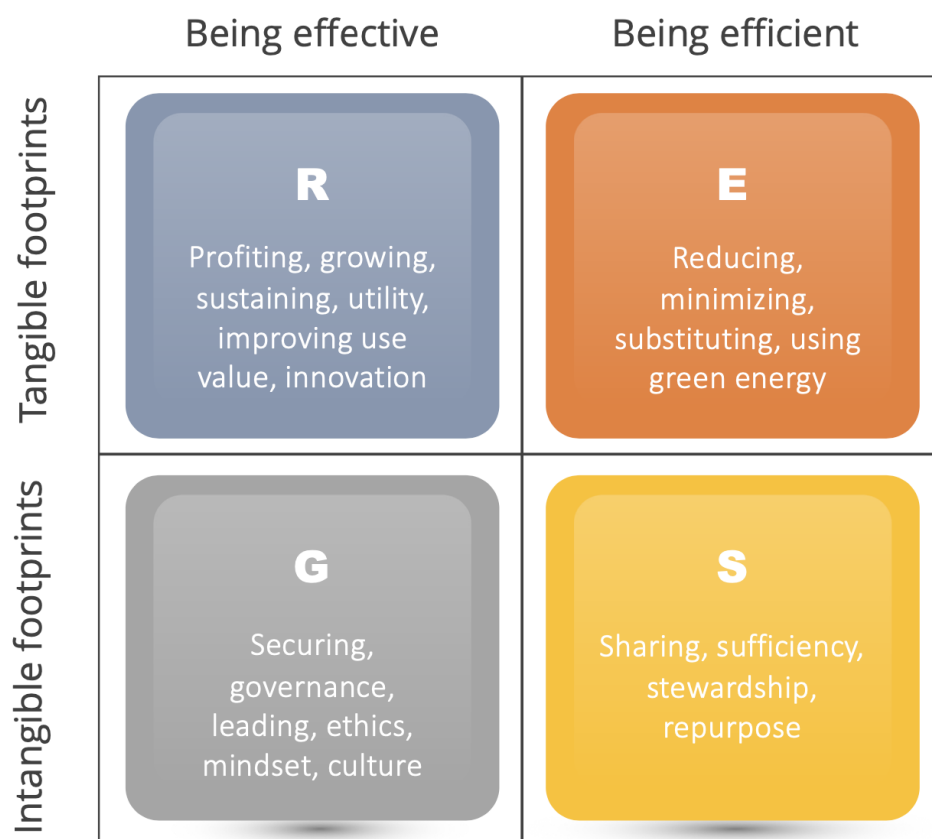 Being effective
Being efficient
Tangible footprints
R
Profiting, growing,
sustaining, utility,
improving use
value, innovation
E
Reducing,
minimizing,
substituting, using
green energy
Intangible footprints
G
Securing,
governance,
leading, ethics,
mindset, culture
S
Sharing, sufficiency,
stewardship,
repurpose